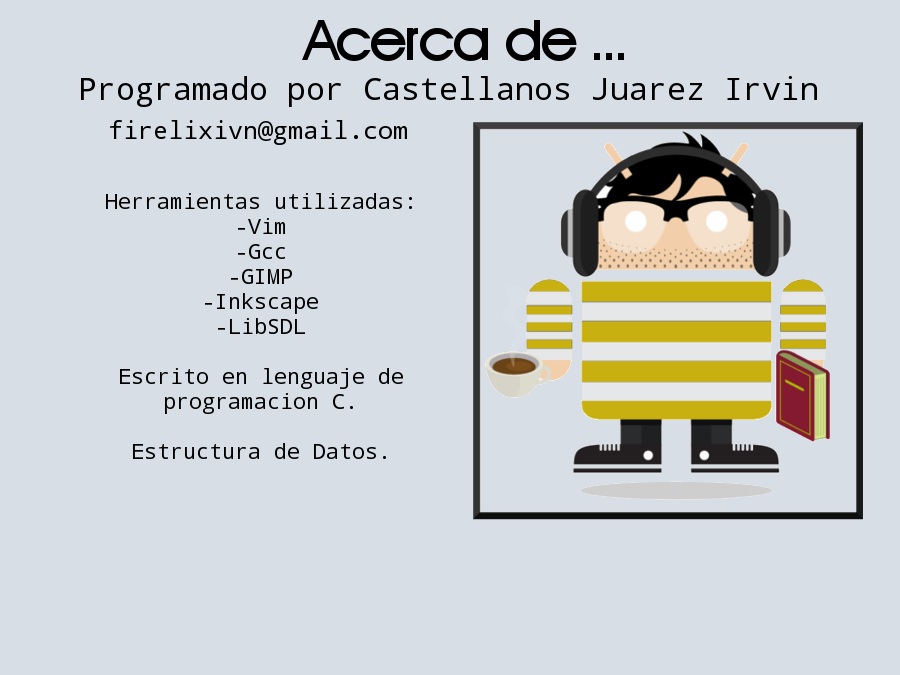 Acerca de ...
Programado por Castellanos Juarez Irvin
firelixivn@gmail.com
Herramientas utilizadas:
-Vim
-Gcc
-GIMP
-Inkscape
-LibSDL
Escrito en lenguaje de
programacion C.
Estructura de Datos.